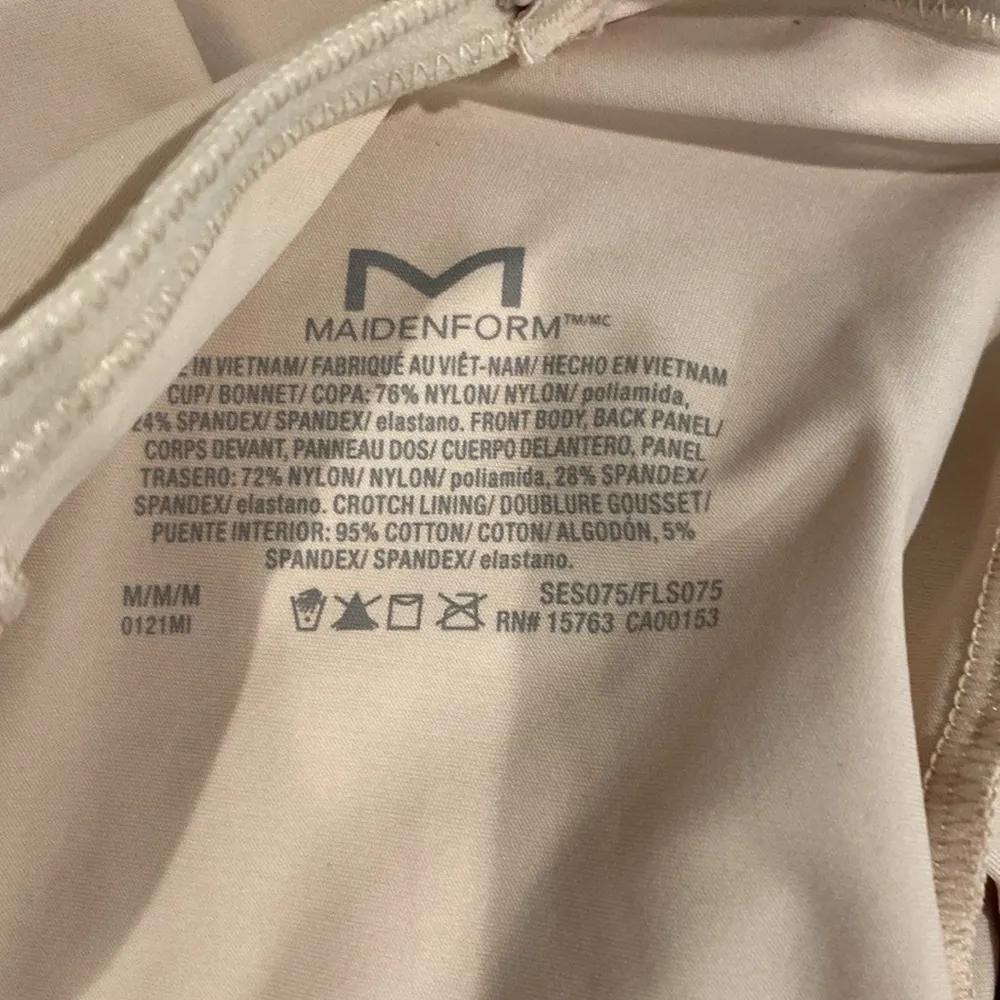 MAIDENFORM™/MC
IN VIETNAM/ FABRIQUÉ AU VIÊT-NAM/ HECHO EN VIETNAM
CUP/ BONNET/ COPA: 76% NYLON/ NYLON/ poliamida,
24% SPANDEX/ SPANDEX/ elastano. FRONT BODY, BACK PANEL/
CORPS DEVANT, PANNEAU DOS/ CUERPO DELANTERO, PANEL
TRASERO: 72% NYLON/ NYLON/ poliamida, 28% SPANDEX/
SPANDEX/ elastano. CROTCH LINING/ DOUBLURE GOUSSET/
PUENTE INTERIOR: 95% COTTON/ COTON/ ALGODÓN, 5%
SPANDEX/ SPANDEX/ elastano.
M/M/M SES075/FLS075
0121MI RN# 15763 CA00153